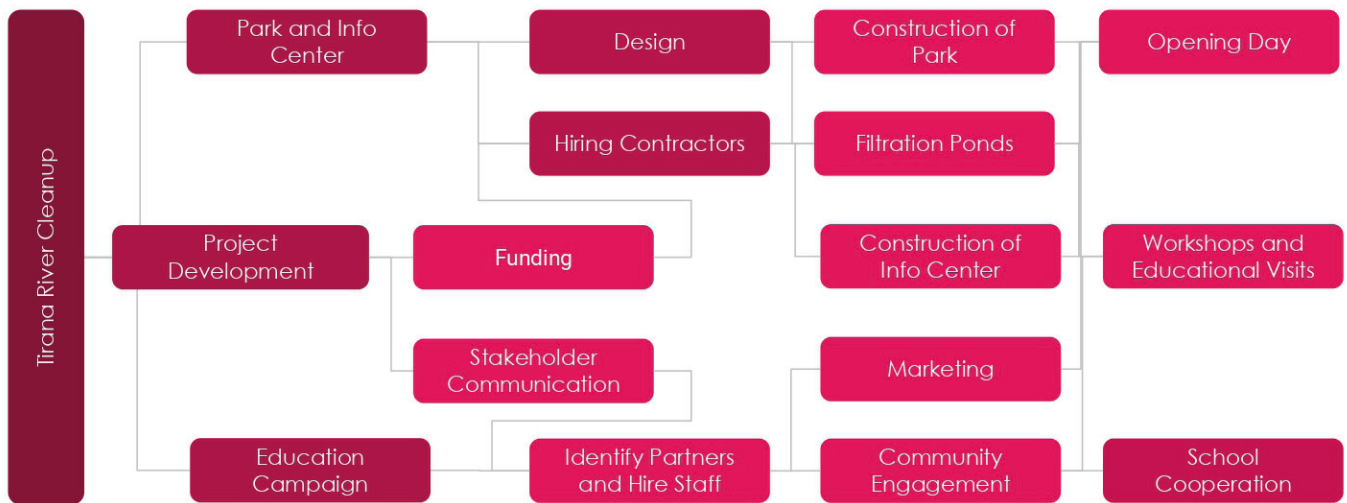 Tirana River Cleanup
Park and Info
Center
Design
Construction of
Park
Opening Day
Hiring Contractors
Filtration Ponds
Project
Development
Funding
Construction of
Info Center
Workshops and
Educational Visits
Stakeholder
Communication
Marketing
Education
Campaign
Identify Partners
and Hire Staff
Community
Engagement
School
Cooperation